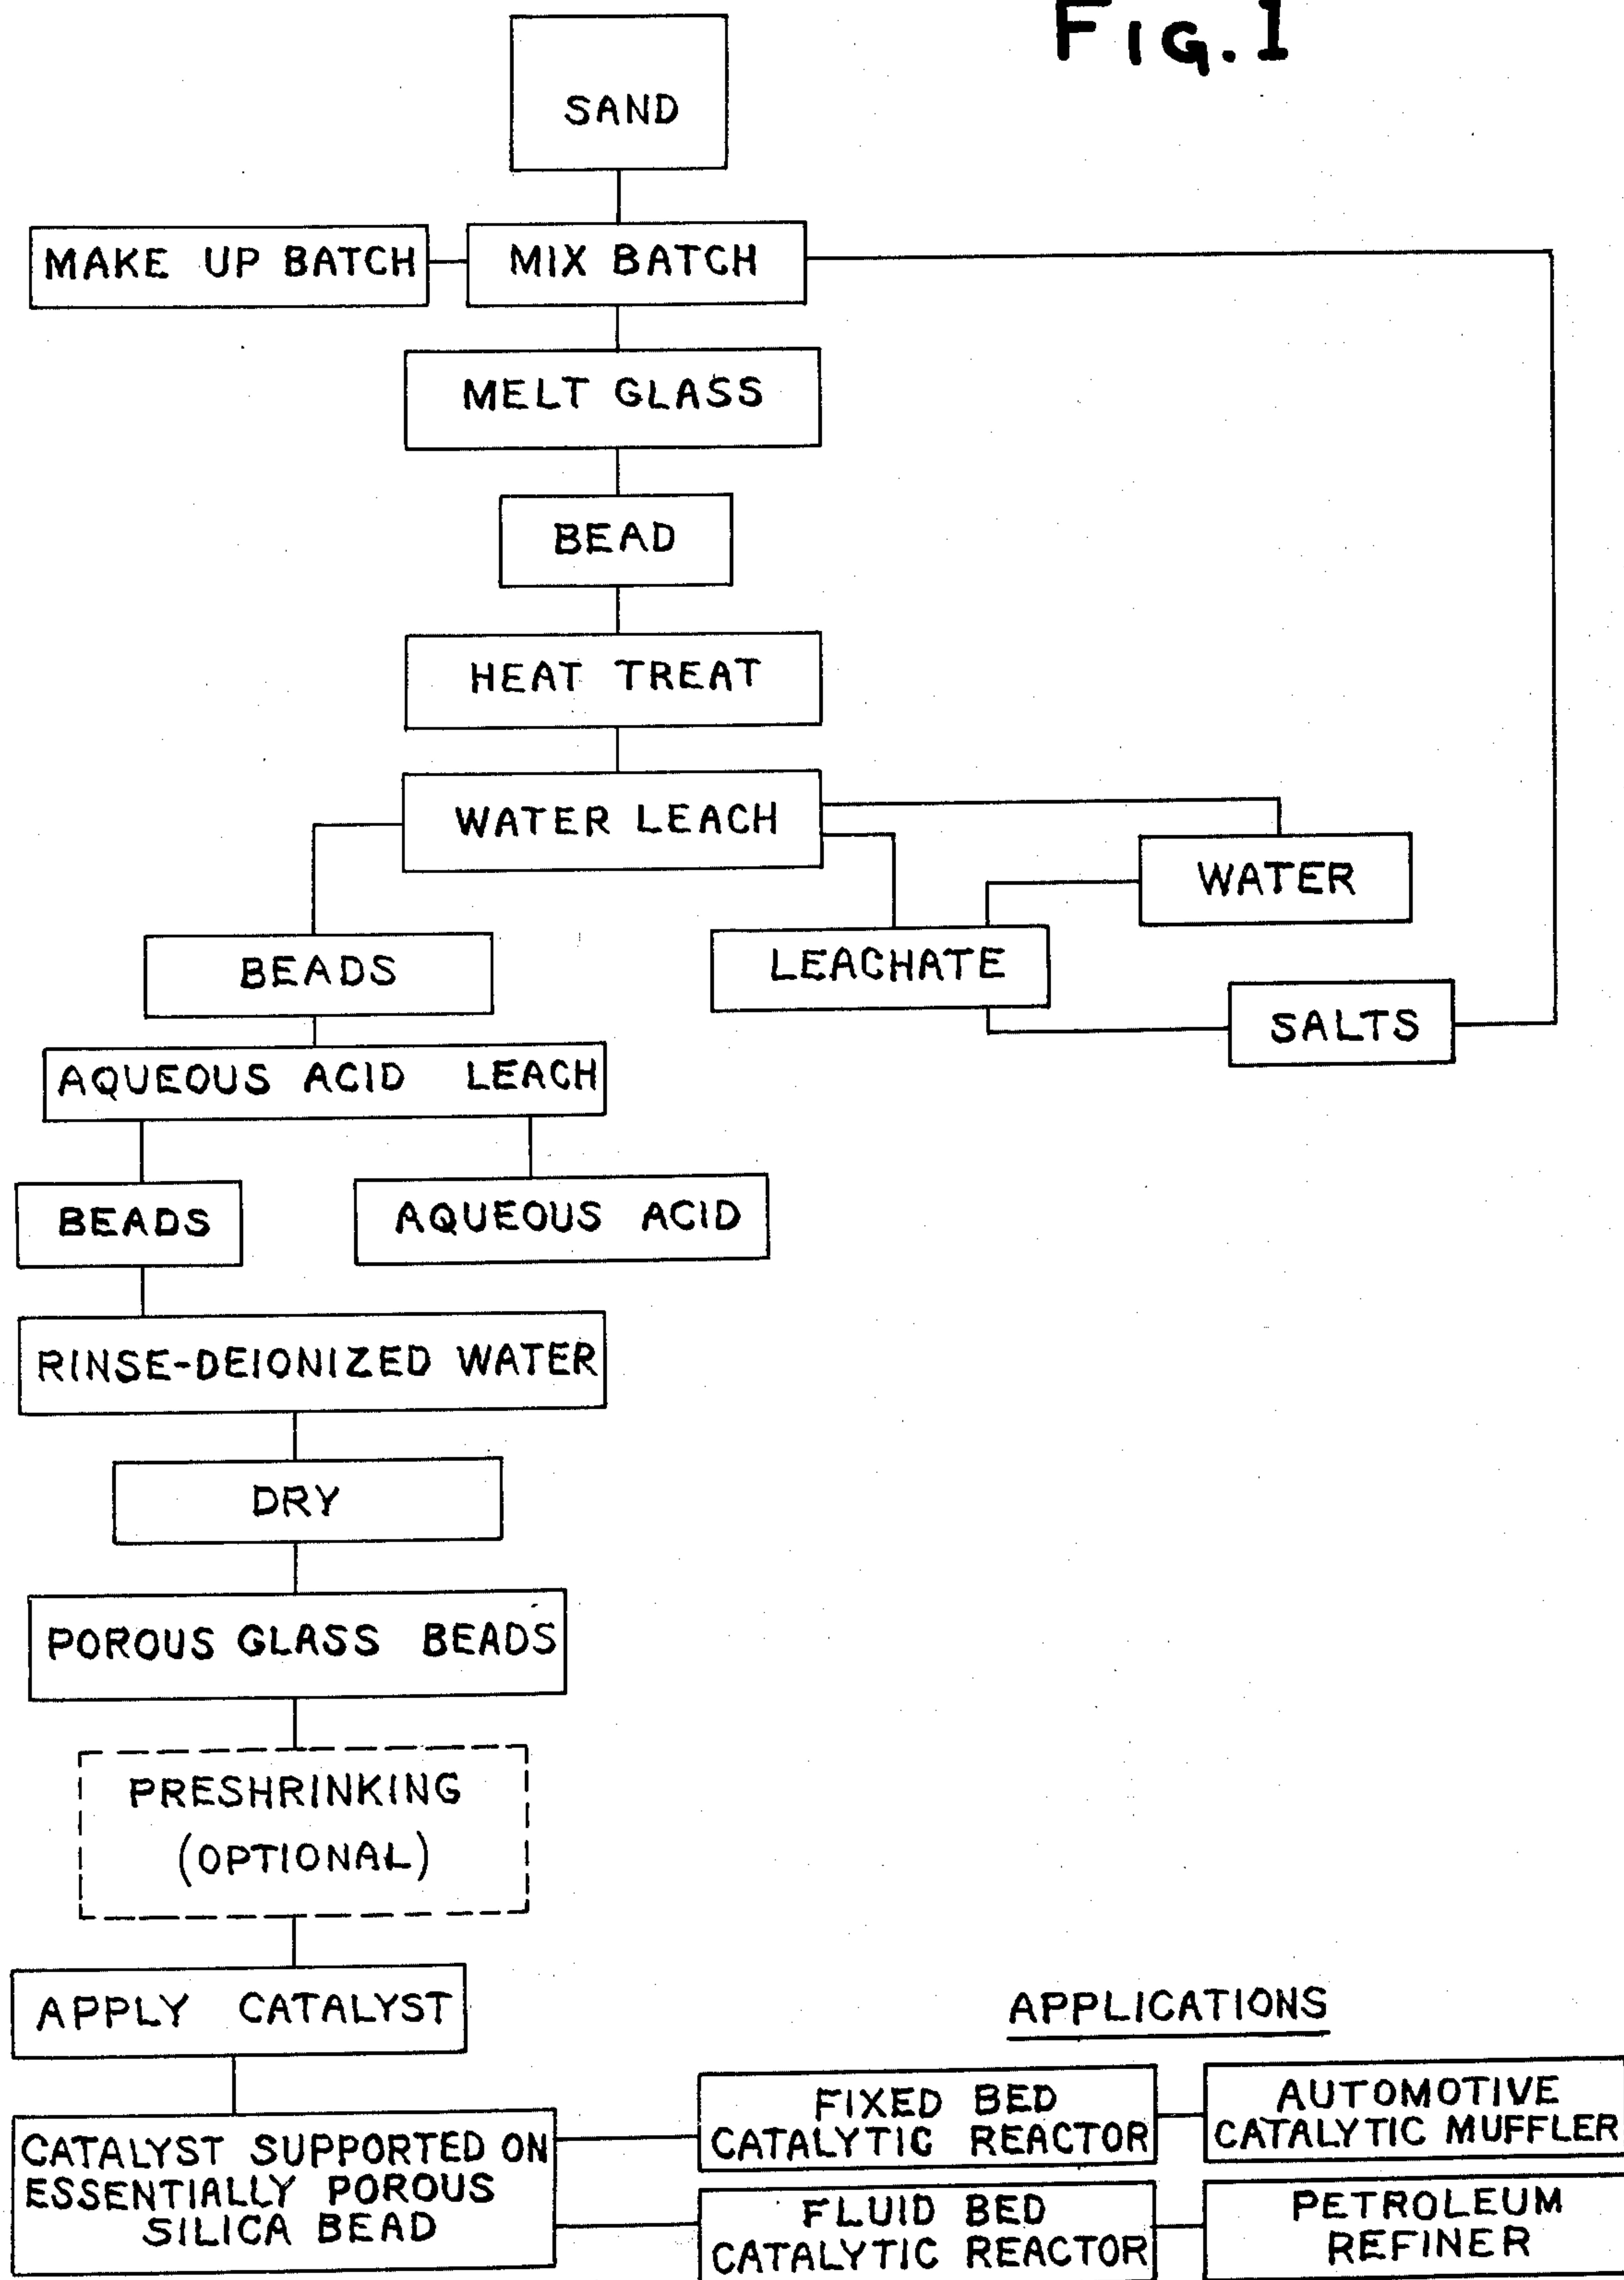 FIG. 1
SAND
MAKE UP BATCH
MIX BATCH
MELT GLASS
BEAD
HEAT TREAT
WATER LEACH
WATER
BEADS
LEACHATE
SALTS
AQUEOUS ACID LEACH
BEADS
AQUEOUS ACID
RINSE-DEIONIZED WATER
DRY
POROUS GLASS BEADS
PRESHRINKING
(OPTIONAL)
APPLY CATALYST
CATALYST SUPPORTED ON
ESSENTIALLY POROUS
SILICA BEAD
APPLICATIONS
FIXED BED
CATALYTIC REACTOR
AUTOMOTIVE
CATALYTIC MUFFLER
FLUID BED
CATALYTIC REACTOR
PETROLEUM
REFINER